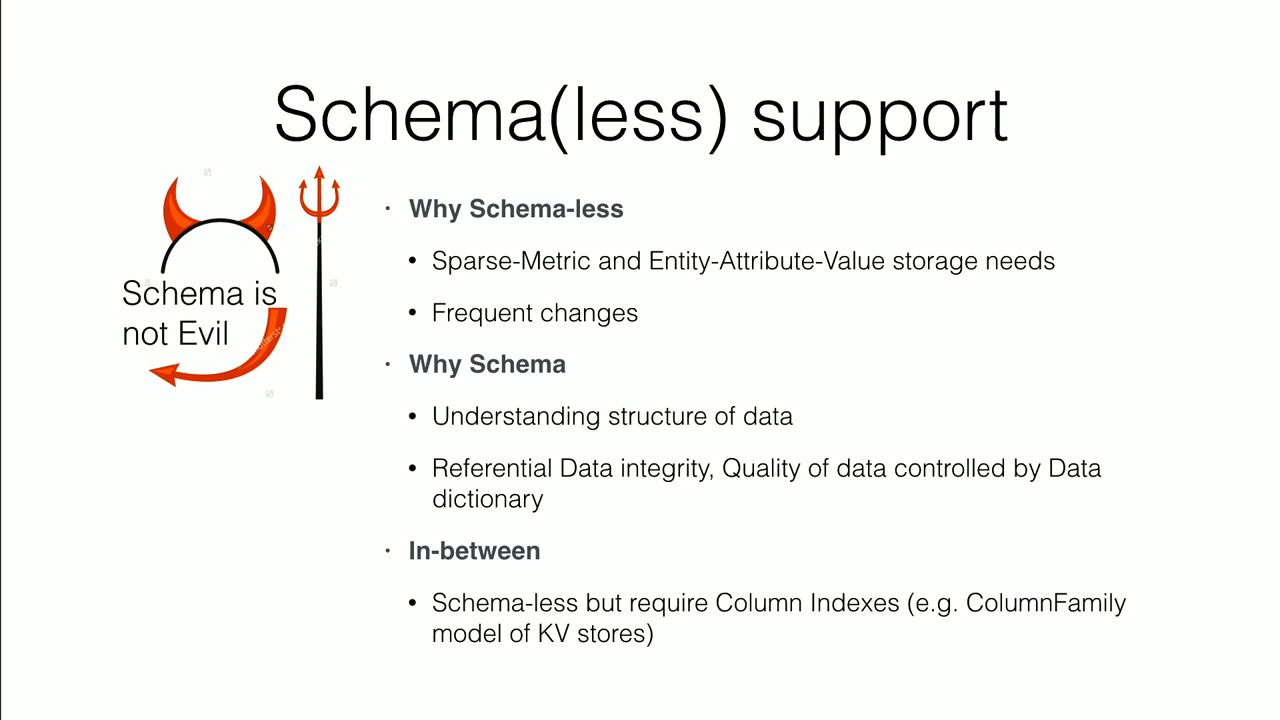 Schema(less) support
Schema is
not Evil
· Why Schema-less
• Sparse-Metric and Entity-Attribute-Value storage needs
• Frequent changes
· Why Schema
• Understanding structure of data
• Referential Data integrity, Quality of data controlled by Data
dictionary
· In-between
• Schema-less but require Column Indexes (e.g. ColumnFamily
model of KV stores)